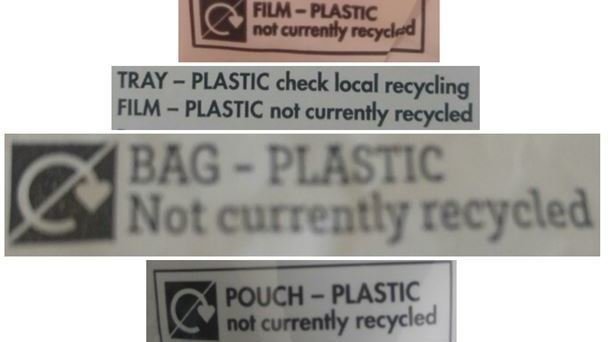 FILM – PLASTIC
not currently recycled
TRAY – PLASTIC check local recycling
FILM – PLASTIC not currently recycled
BAG – PLASTIC
Not currently recycled
POUCH – PLASTIC
not currently recycled